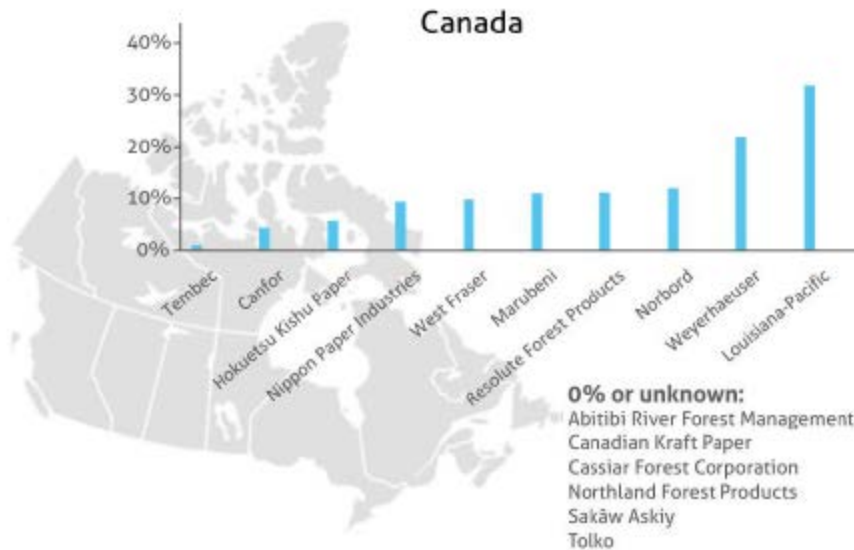 Canada
40%
30%
20%
10%
0%
Tembec
Canfor
Hokuetsu Kishu Paper
Nippon Paper Industries
West Fraser
Marubeni
Resolute Forest Products
Norbord
Weyerhaeuser
Louisiana-Pacific
0% or unknown:
Abitibi River Forest Management
Canadian Kraft Paper
Cassiar Forest Corporation
Northland Forest Products
Sakâw Askiy
Tolko